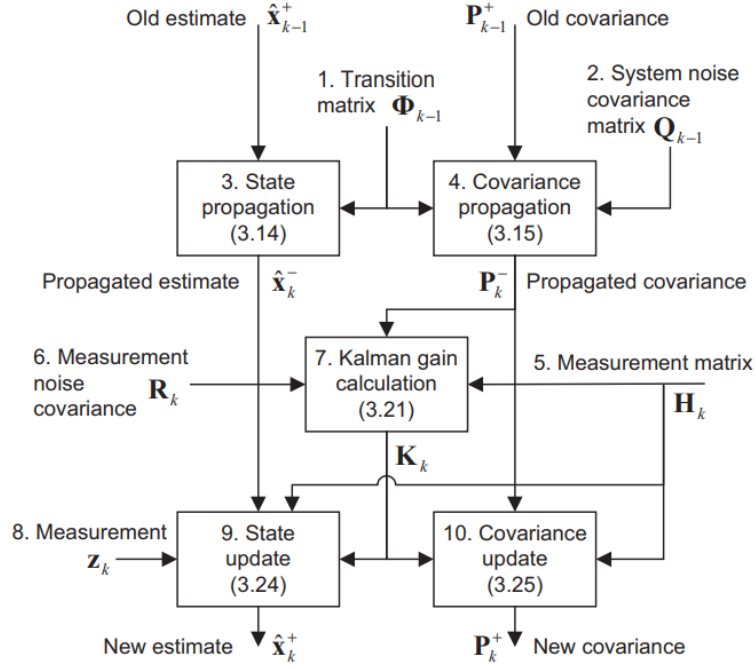 Old estimate x̂⁺ₖ₋₁
P⁺ₖ₋₁ Old covariance
1. Transition
matrix Φₖ₋₁
2. System noise
covariance
matrix Qₖ₋₁
3. State
propagation
(3.14)
4. Covariance
propagation
(3.15)
Propagated estimate x̂⁻ₖ
P⁻ₖ Propagated covariance
6. Measurement
noise
covariance Rₖ
7. Kalman gain
calculation
(3.21)
5. Measurement matrix
Hₖ
Kₖ
8. Measurement
zₖ
9. State
update
(3.24)
10. Covariance
update
(3.25)
New estimate x̂⁺ₖ
P⁺ₖ New covariance